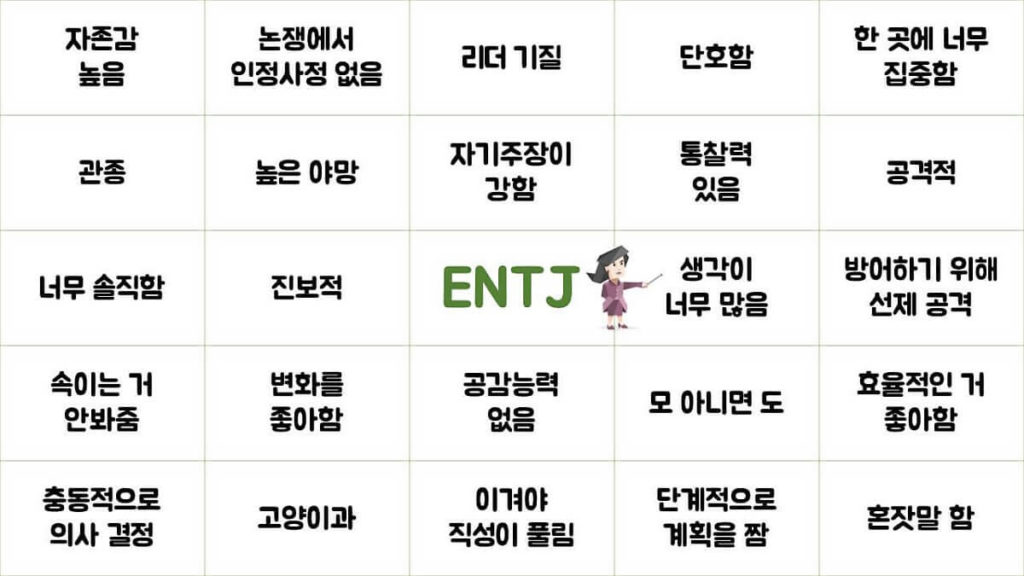 자존감
높음
논쟁에서
인정사정 없음
리더 기질
단호함
한 곳에 너무
집중함
관종
높은 야망
자기주장이
강함
통찰력
있음
공격적
너무 솔직함
진보적
ENTJ
생각이
너무 많음
방어하기 위해
선제 공격
속이는 거
안봐줌
변화를
좋아함
공감능력
없음
모 아니면 도
효율적인 거
좋아함
충동적으로
의사 결정
고양이과
이겨야
직성이 풀림
단계적으로
계획을 짬
혼잣말 함